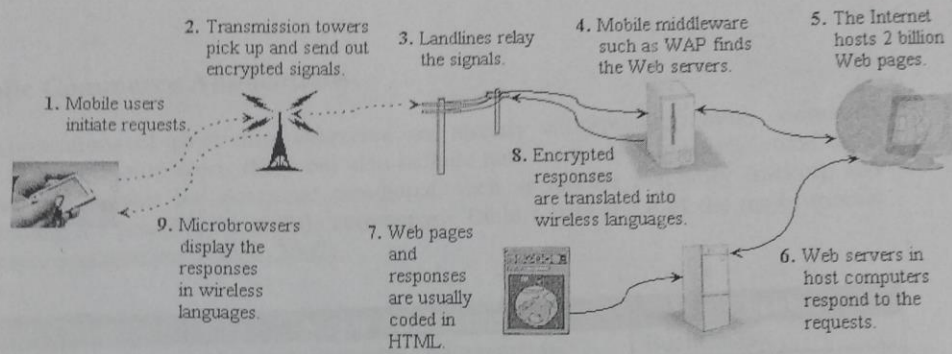 1. Mobile users
initiate requests.
2. Transmission towers
pick up and send out
encrypted signals.
3. Landlines relay
the signals.
4. Mobile middleware
such as WAP finds
the Web servers.
5. The Internet
hosts 2 billion
Web pages.
6. Web servers in
host computers
respond to the
requests.
7. Web pages
and
responses
are usually
coded in
HTML.
8. Encrypted
responses
are translated into
wireless languages.
9. Microbrowsers
display the
responses
in wireless
languages.